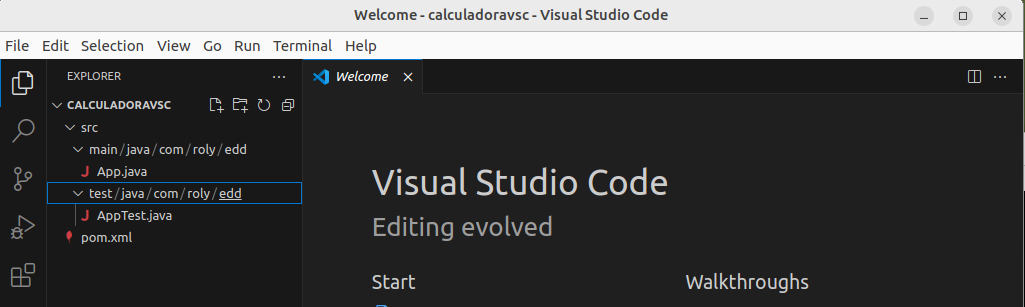 Welcome - calculadoravsc - Visual Studio Code
File Edit Selection View Go Run Terminal Help
EXPLORER
CALCULADORAVSC
src
main/java/com/roly/edd
J App.java
test/java/com/roly/edd
J AppTest.java
pom.xml
Welcome
Visual Studio Code
Editing evolved
Start
Walkthroughs